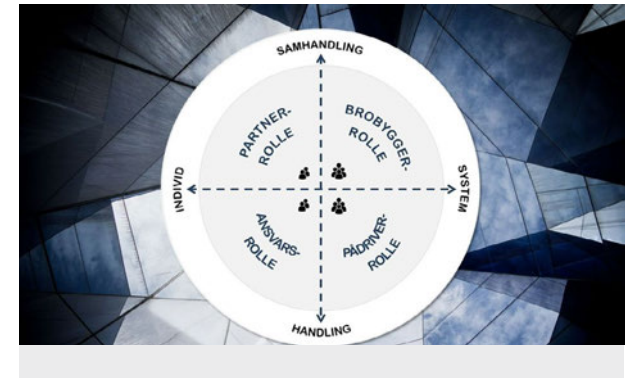 SAMHANDLING
PARTNER-
ROLLE
BROBYGGER-
ROLLE
INDIVID
SYSTEM
ANSVARS-
ROLLE
PÅDRIVER-
ROLLE
HANDLING